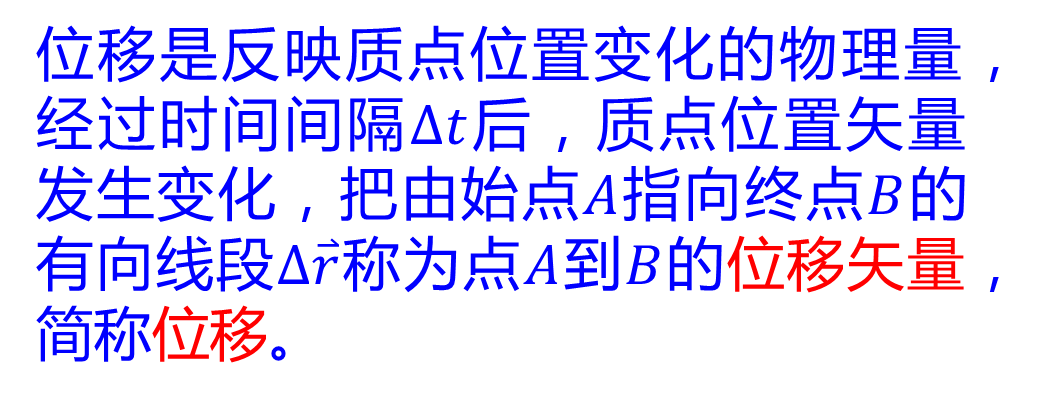 位移是反映质点位置变化的物理量，
经过时间间隔Δt后，质点位置矢量
发生变化，把由始点A指向终点B的
有向线段Δr⃗称为点A到B的位移矢量，
简称位移。